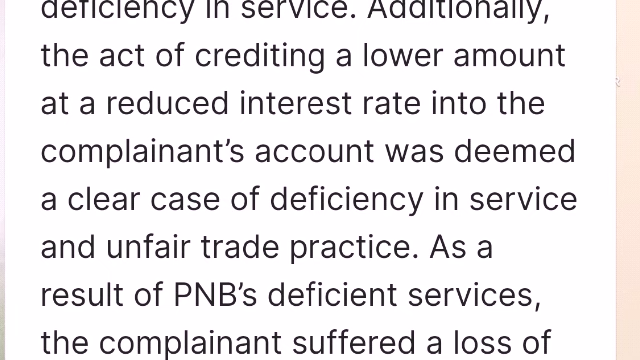 deficiency in service. Additionally,
the act of crediting a lower amount
at a reduced interest rate into the
complainant’s account was deemed
a clear case of deficiency in service
and unfair trade practice. As a
result of PNB’s deficient services,
the complainant suffered a loss of